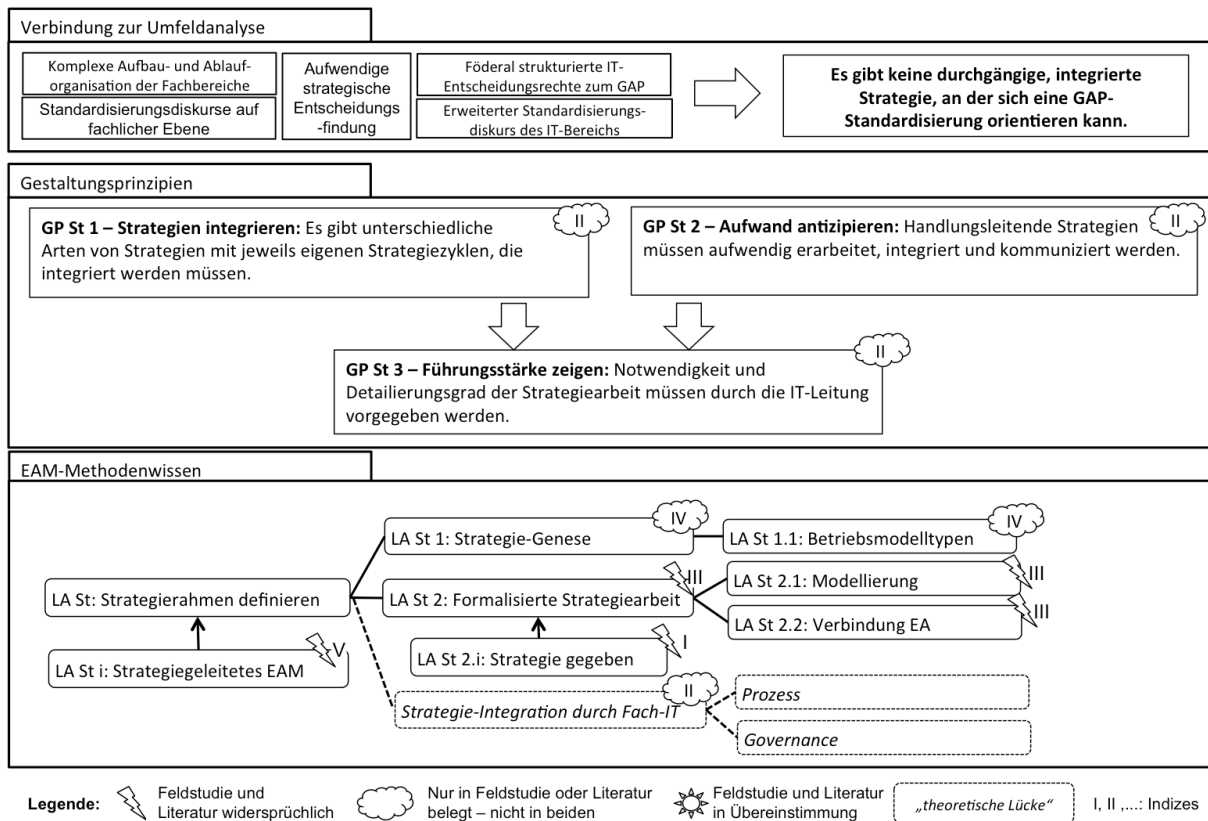 Verbindung zur Umfeldanalyse
Komplexe Aufbau- und Ablauf-
organisation der Fachbereiche
Standardisierungsdiskurse auf
fachlicher Ebene
Aufwendige
strategische
Entscheidungs
-findung
Föderal strukturierte IT-
Entscheidungsrechte zum GAP
Erweiterter Standardisierungs-
diskurs des IT-Bereichs
Es gibt keine durchgängige, integrierte
Strategie, an der sich eine GAP-
Standardisierung orientieren kann.
Gestaltungsprinzipien
II
GP St 1 – Strategien integrieren: Es gibt unterschiedliche
Arten von Strategien mit jeweils eigenen Strategiezyklen, die
integriert werden müssen.
II
GP St 2 – Aufwand antizipieren: Handlungsleitende Strategien
müssen aufwendig erarbeitet, integriert und kommuniziert werden.
II
GP St 3 – Führungsstärke zeigen: Notwendigkeit und
Detailierungsgrad der Strategiearbeit müssen durch die IT-Leitung
vorgegeben werden.
EAM-Methodenwissen
LA St 1: Strategie-Genese
IV
LA St 1.1: Betriebsmodelltypen
IV
LA St: Strategierahmen definieren
LA St 2: Formalisierte Strategiearbeit
III
LA St 2.1: Modellierung
III
LA St 2.2: Verbindung EA
III
LA St i: Strategiegeleitetes EAM
V
LA St 2.i: Strategie gegeben
I
Strategie-Integration durch Fach-IT
II
Prozess
Governance
Legende:
Feldstudie und
Literatur widersprüchlich
Nur in Feldstudie oder Literatur
belegt – nicht in beiden
Feldstudie und Literatur
in Übereinstimmung
„theoretische Lücke“
I, II ,...: Indizes